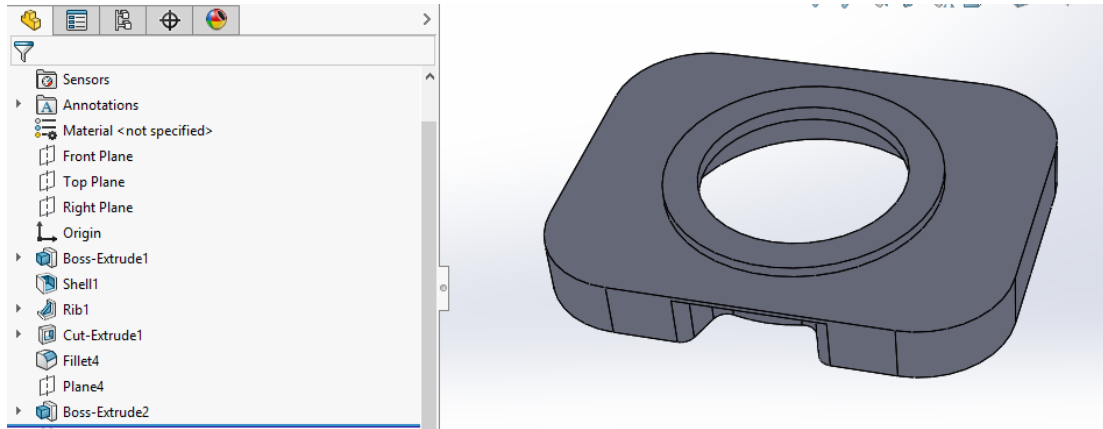 Sensors
Annotations
Material <not specified>
Front Plane
Top Plane
Right Plane
Origin
Boss-Extrude1
Shell1
Rib1
Cut-Extrude1
Fillet4
Plane4
Boss-Extrude2